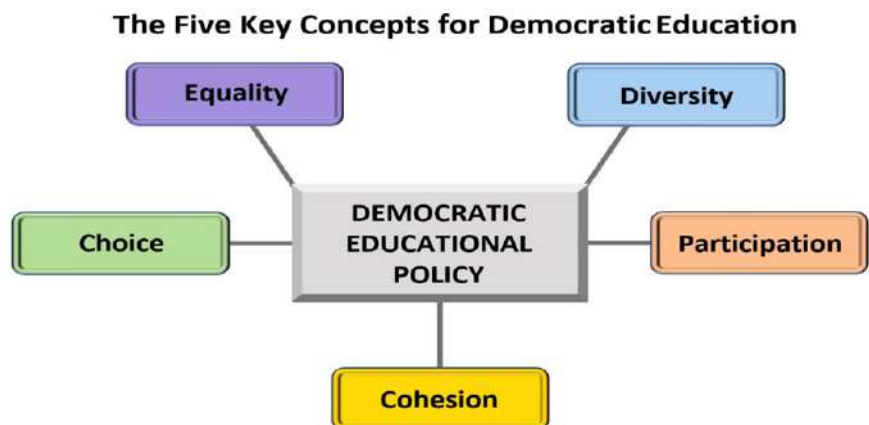 The Five Key Concepts for Democratic Education
Equality
Diversity
Choice
DEMOCRATIC
EDUCATIONAL
POLICY
Participation
Cohesion